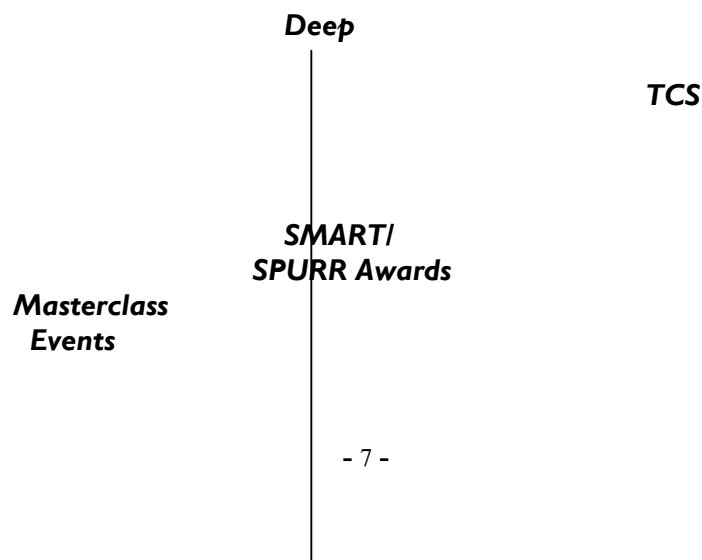 Deep
TCS
SMART/
SPURR Awards
Masterclass
Events
- 7 -